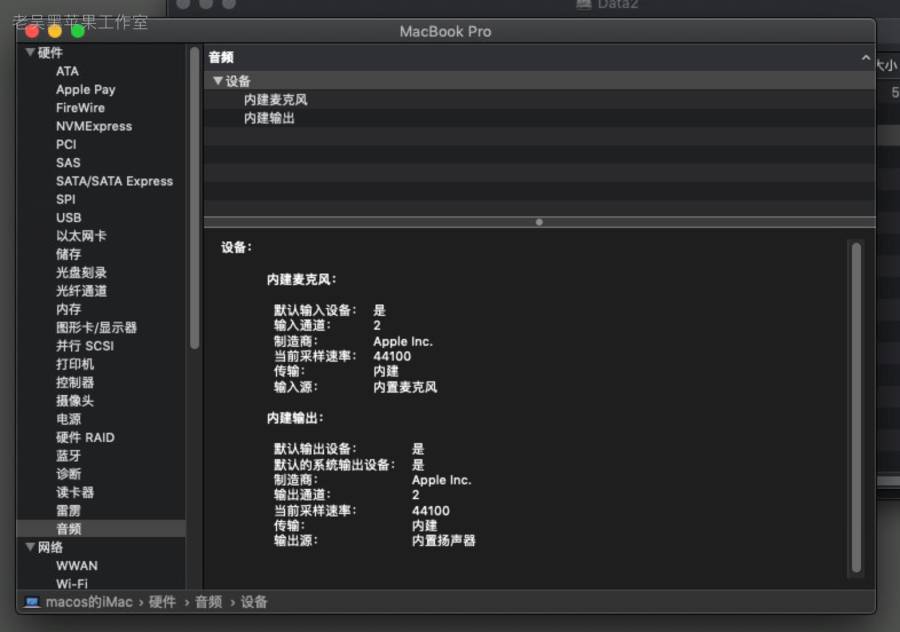 Data2
老吴黑苹果工作室
MacBook Pro
大小
5
硬件
ATA
Apple Pay
FireWire
NVMExpress
PCI
SAS
SATA/SATA Express
SPI
USB
以太网卡
储存
光盘刻录
光纤通道
内存
图形卡/显示器
并行 SCSI
打印机
控制器
摄像头
电源
硬件 RAID
蓝牙
诊断
读卡器
雷雳
音频
网络
WWAN
Wi-Fi
音频
设备
内建麦克风
内建输出
设备：
内建麦克风：
默认输入设备： 是
输入通道： 2
制造商： Apple Inc.
当前采样速率： 44100
传输： 内建
输入源： 内置麦克风
内建输出：
默认输出设备： 是
默认的系统输出设备： 是
制造商： Apple Inc.
输出通道： 2
当前采样速率： 44100
传输： 内建
输出源： 内置扬声器
macos的iMac › 硬件 › 音频 › 设备